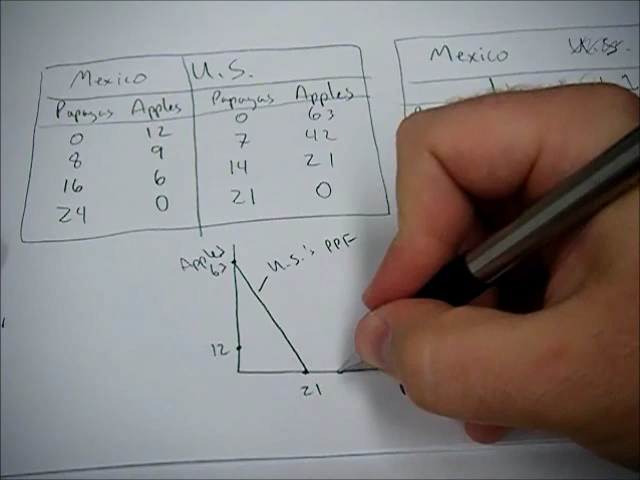 Mexico U.S.
Papayas Apples Papayas Apples
0 12 0 63
8 9 7 42
16 6 14 21
24 0 21 0
Mexico
Apples
63
U.S.'s PPF
12
21